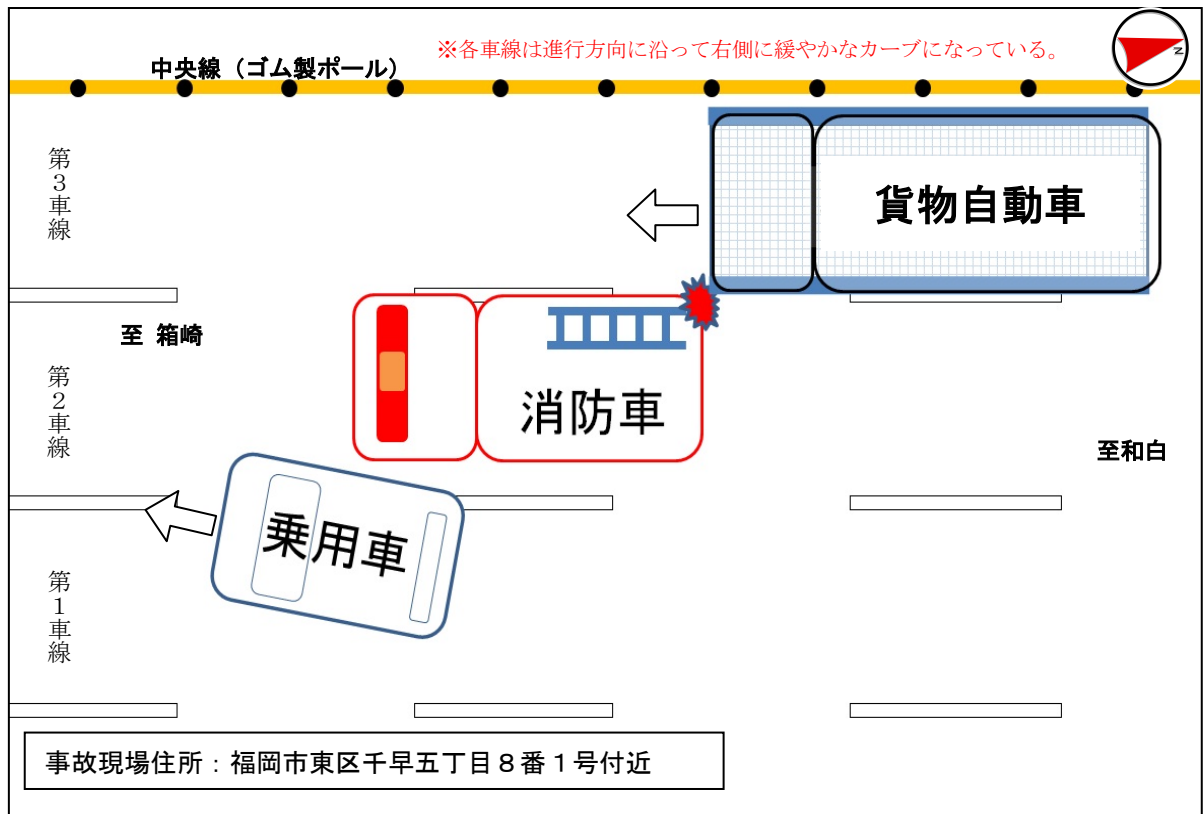 ※各車線は進行方向に沿って右側に緩やかなカーブになっている。
N
中央線（ゴム製ポール）
第３車線
貨物自動車
至 箱崎
第２車線
消防車
至和白
乗用車
第１車線
事故現場住所：福岡市東区千早五丁目８番１号付近